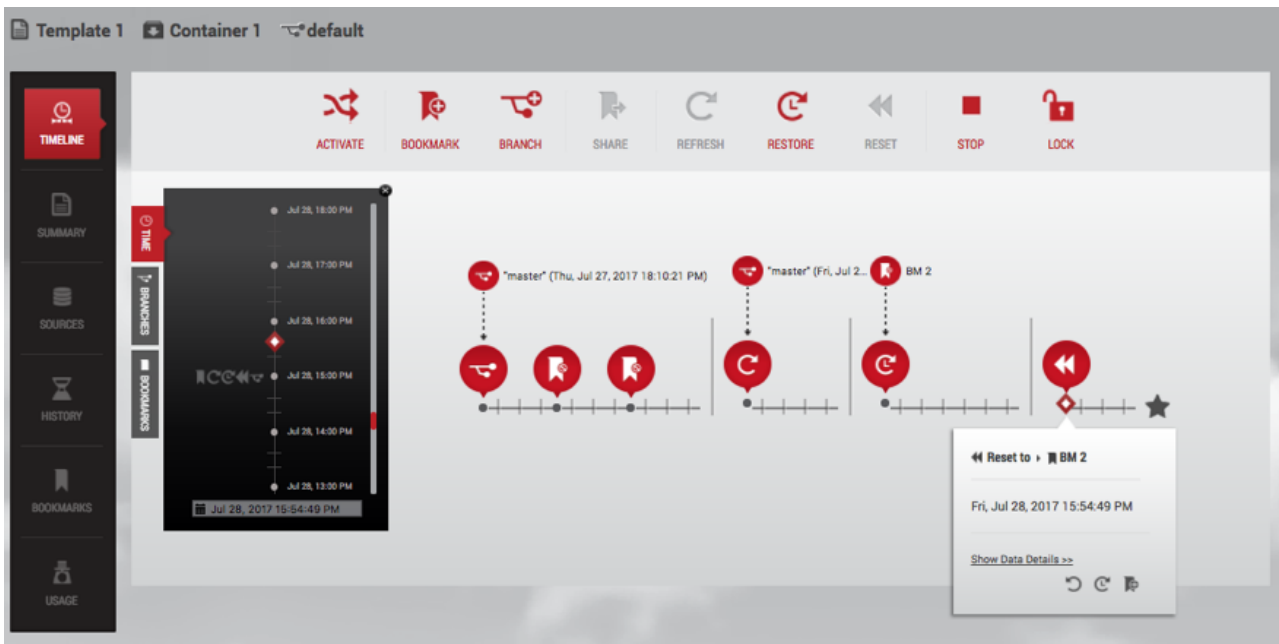 Template 1 Container 1 default
TIMELINE
SUMMARY
SOURCES
HISTORY
BOOKMARKS
USAGE
ACTIVATE BOOKMARK BRANCH SHARE REFRESH RESTORE RESET STOP LOCK
TIME
BRANCHES
BOOKMARKS
Jul 28, 18:00 PM
Jul 28, 17:00 PM
Jul 28, 16:00 PM
Jul 28, 15:00 PM
Jul 28, 14:00 PM
Jul 28, 13:00 PM
Jul 28, 2017 15:54:49 PM
"master" (Thu, Jul 27, 2017 18:10:21 PM)
"master" (Fri, Jul 2...
BM 2
Reset to BM 2
Fri, Jul 28, 2017 15:54:49 PM
Show Data Details >>